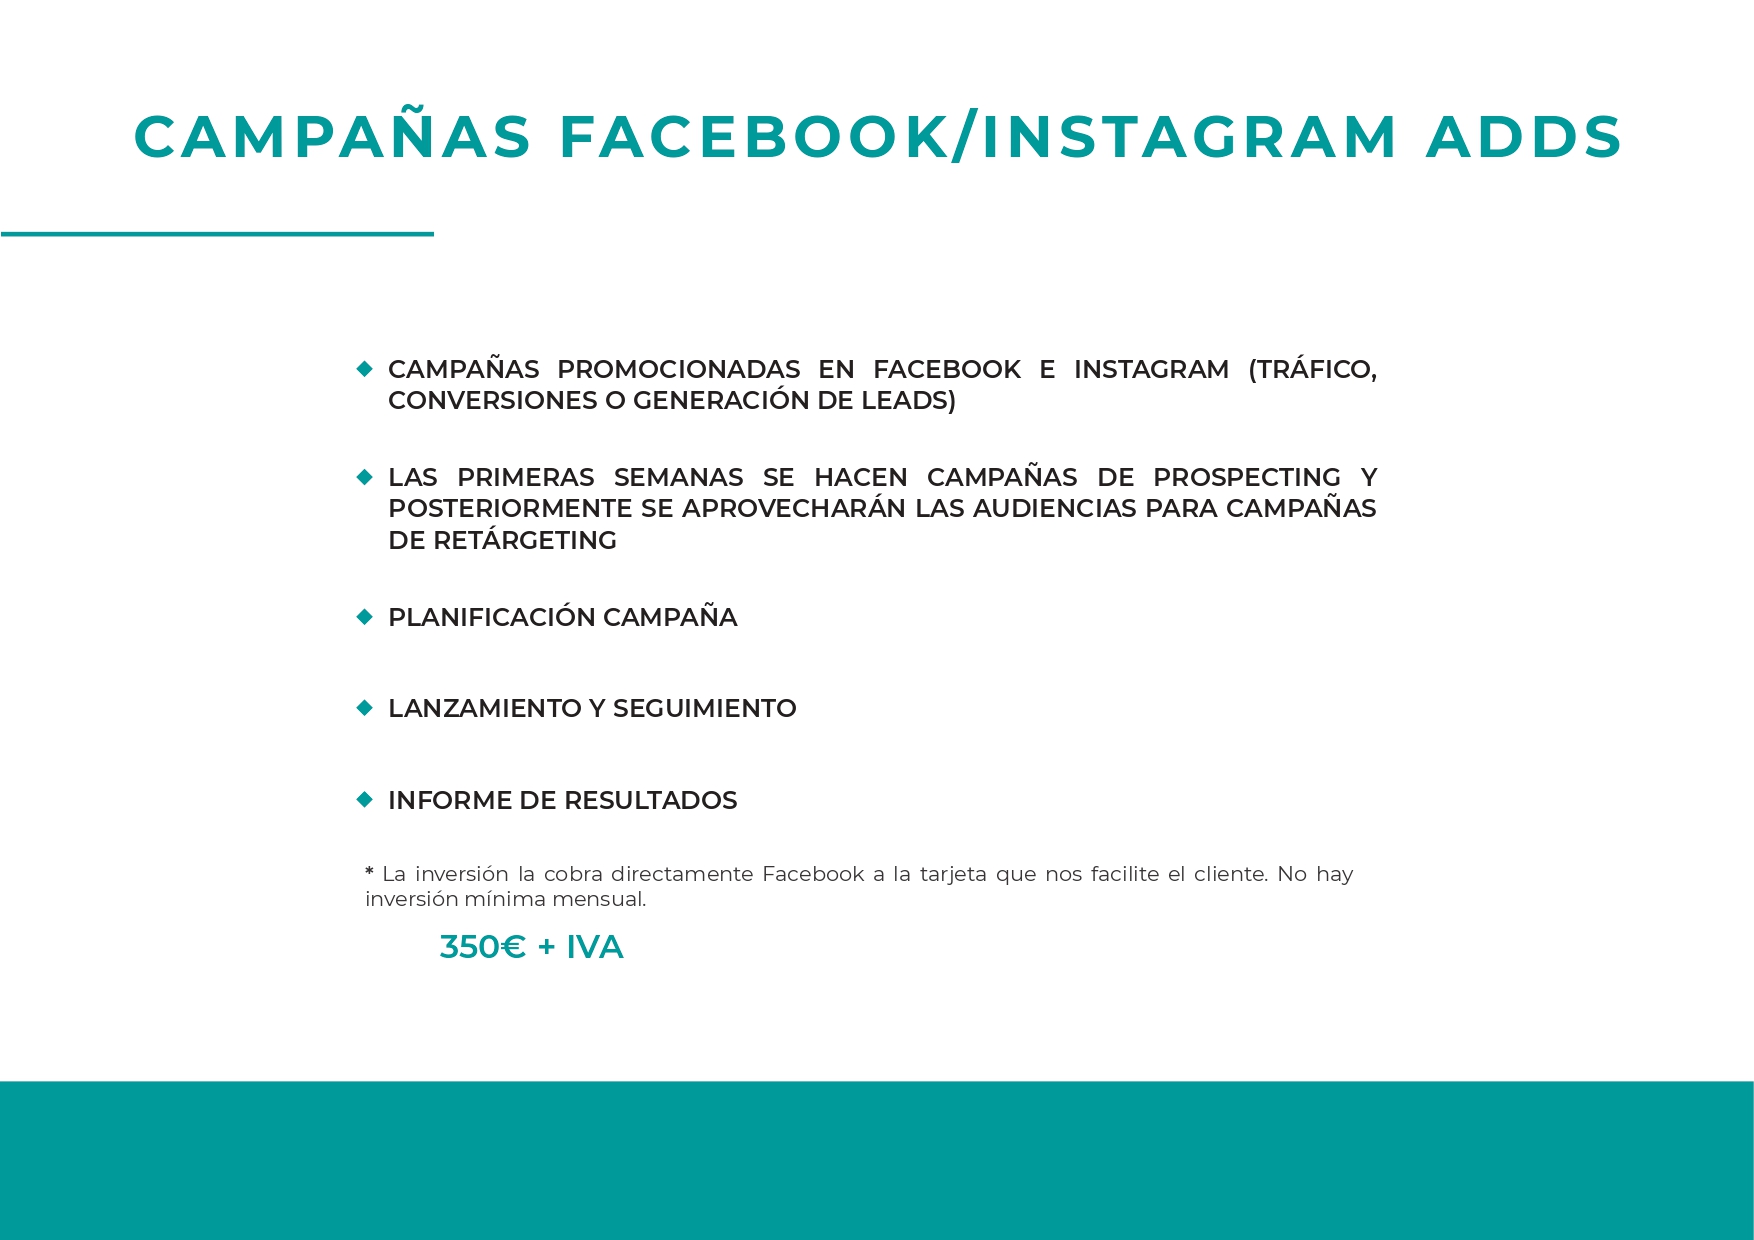 CAMPAÑAS FACEBOOK/INSTAGRAM ADDS
CAMPAÑAS PROMOCIONADAS EN FACEBOOK E INSTAGRAM (TRÁFICO,
CONVERSIONES O GENERACIÓN DE LEADS)
LAS PRIMERAS SEMANAS SE HACEN CAMPAÑAS DE PROSPECTING Y
POSTERIORMENTE SE APROVECHARÁN LAS AUDIENCIAS PARA CAMPAÑAS
DE RETÁRGETING
PLANIFICACIÓN CAMPAÑA
LANZAMIENTO Y SEGUIMIENTO
INFORME DE RESULTADOS
* La inversión la cobra directamente Facebook a la tarjeta que nos facilite el cliente. No hay
inversión mínima mensual.
350€ + IVA